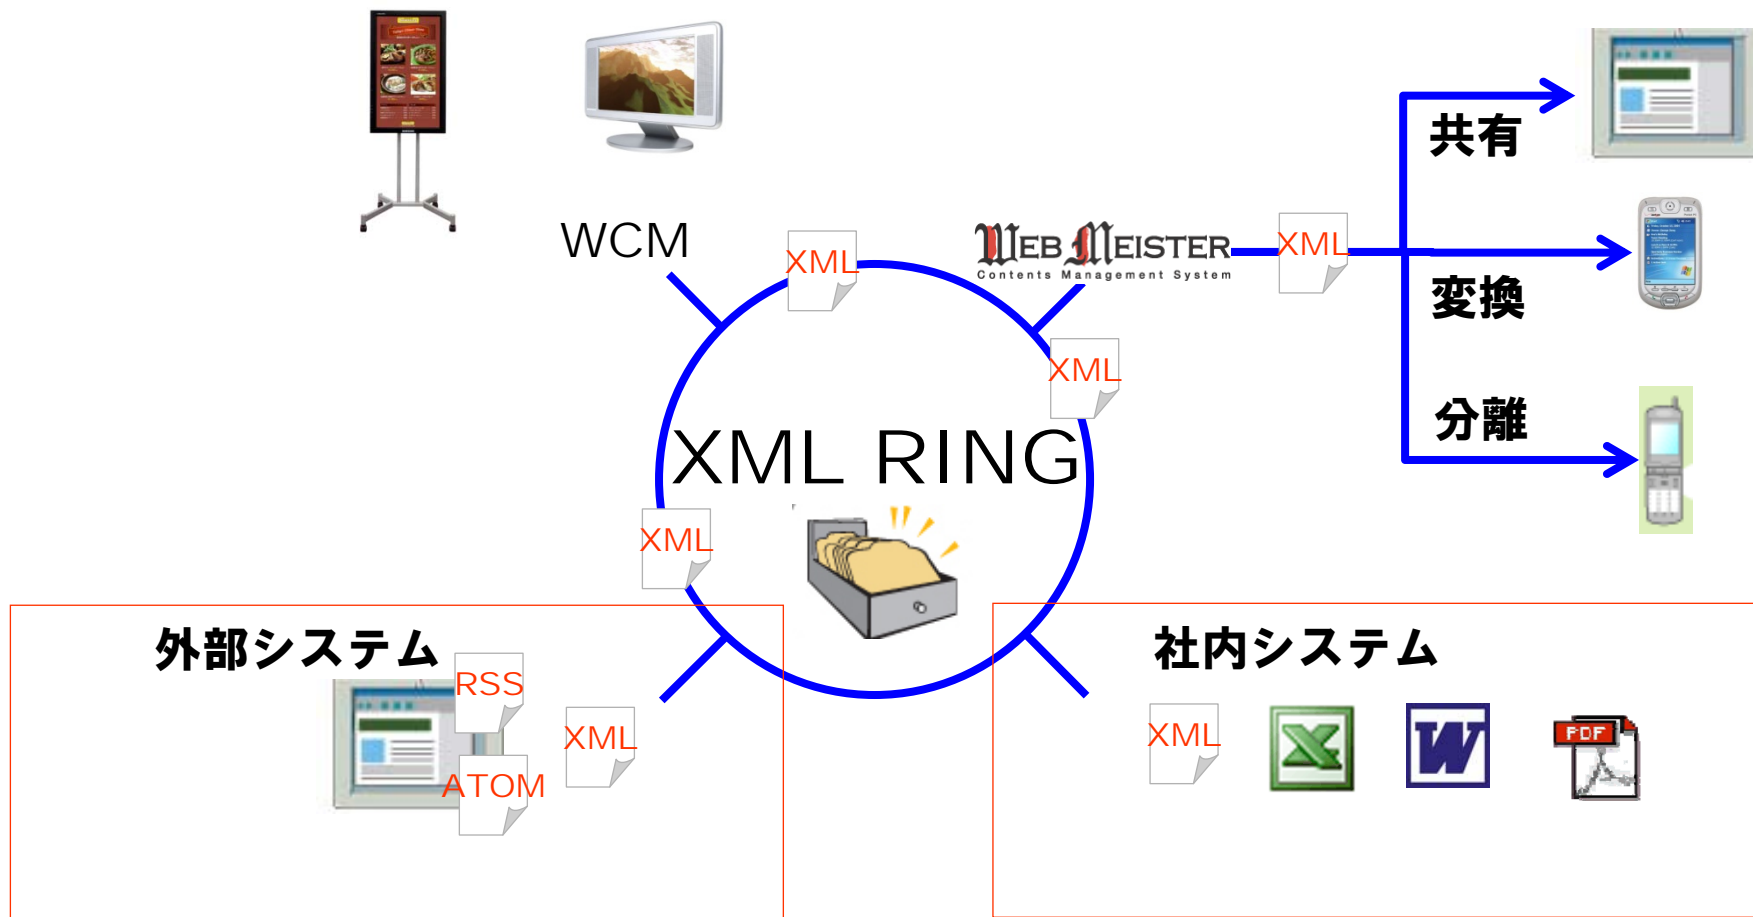 WCM
XML
WEB MEISTER
Contents Management System
XML
共有
変換
分離
XML
XML RING
XML
外部システム
RSS
XML
ATOM
社内システム
XML
PDF